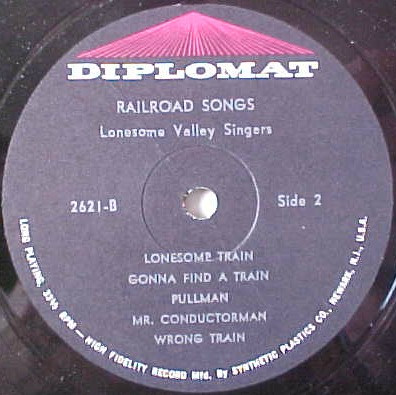 DIPLOMAT
RAILROAD SONGS
Lonesome Valley Singers
2621-B
Side 2
LONESOME TRAIN
GONNA FIND A TRAIN
PULLMAN
MR. CONDUCTORMAN
WRONG TRAIN
LONG PLAYING, 33⅓ RPM — HIGH FIDELITY RECORD Mfd. By SYNTHETIC PLASTICS CO., NEWARK, N.J., U.S.A.